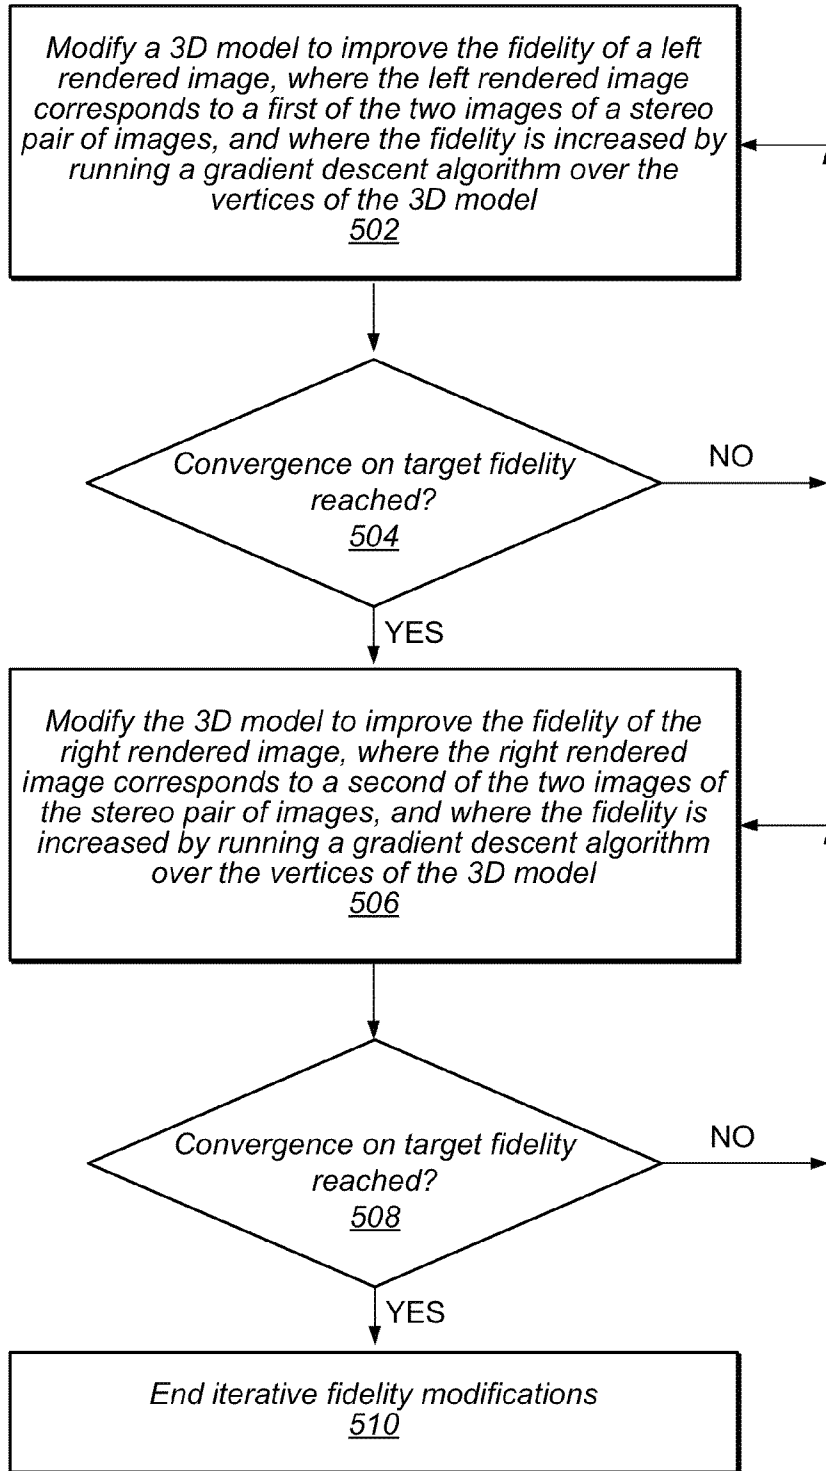 Modify a 3D model to improve the fidelity of a left
rendered image, where the left rendered image
corresponds to a first of the two images of a stereo
pair of images, and where the fidelity is increased by
running a gradient descent algorithm over the
vertices of the 3D model
502
Convergence on target fidelity
reached?
504
NO
YES
Modify the 3D model to improve the fidelity of the
right rendered image, where the right rendered
image corresponds to a second of the two images of
the stereo pair of images, and where the fidelity is
increased by running a gradient descent algorithm
over the vertices of the 3D model
506
Convergence on target fidelity
reached?
508
NO
YES
End iterative fidelity modifications
510